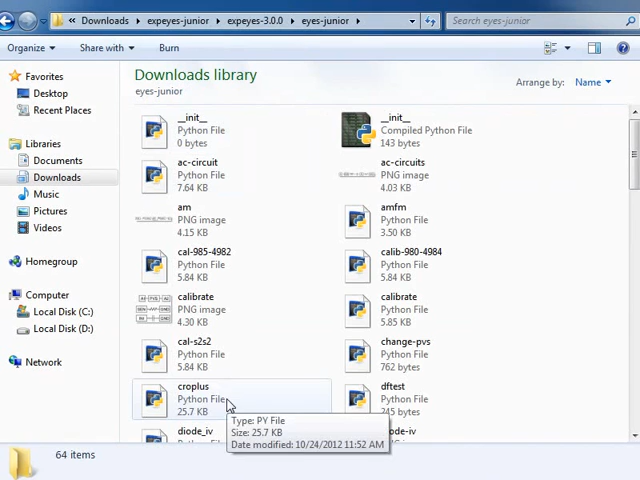 « Downloads › expeyes-junior › expeyes-3.0.0 › eyes-junior ›
Search eyes-junior
Organize
Share with
Burn
Favorites
Desktop
Recent Places
Libraries
Documents
Downloads
Music
Pictures
Videos
Homegroup
Computer
Local Disk (C:)
Local Disk (D:)
Network
Downloads library
eyes-junior
Arrange by: Name
__init__
Python File
0 bytes
__init__
Compiled Python File
143 bytes
ac-circuit
Python File
7.64 KB
ac-circuits
PNG image
4.03 KB
am
PNG image
4.15 KB
amfm
Python File
3.50 KB
cal-985-4982
Python File
5.84 KB
calib-980-4984
Python File
5.84 KB
calibrate
PNG image
4.30 KB
calibrate
Python File
5.85 KB
cal-s2s2
Python File
5.84 KB
change-pvs
Python File
762 bytes
croplus
Python File
25.7 KB
dftest
Python File
245 bytes
Type: PY File
Size: 25.7 KB
Date modified: 10/24/2012 11:52 AM
diode_iv
64 items